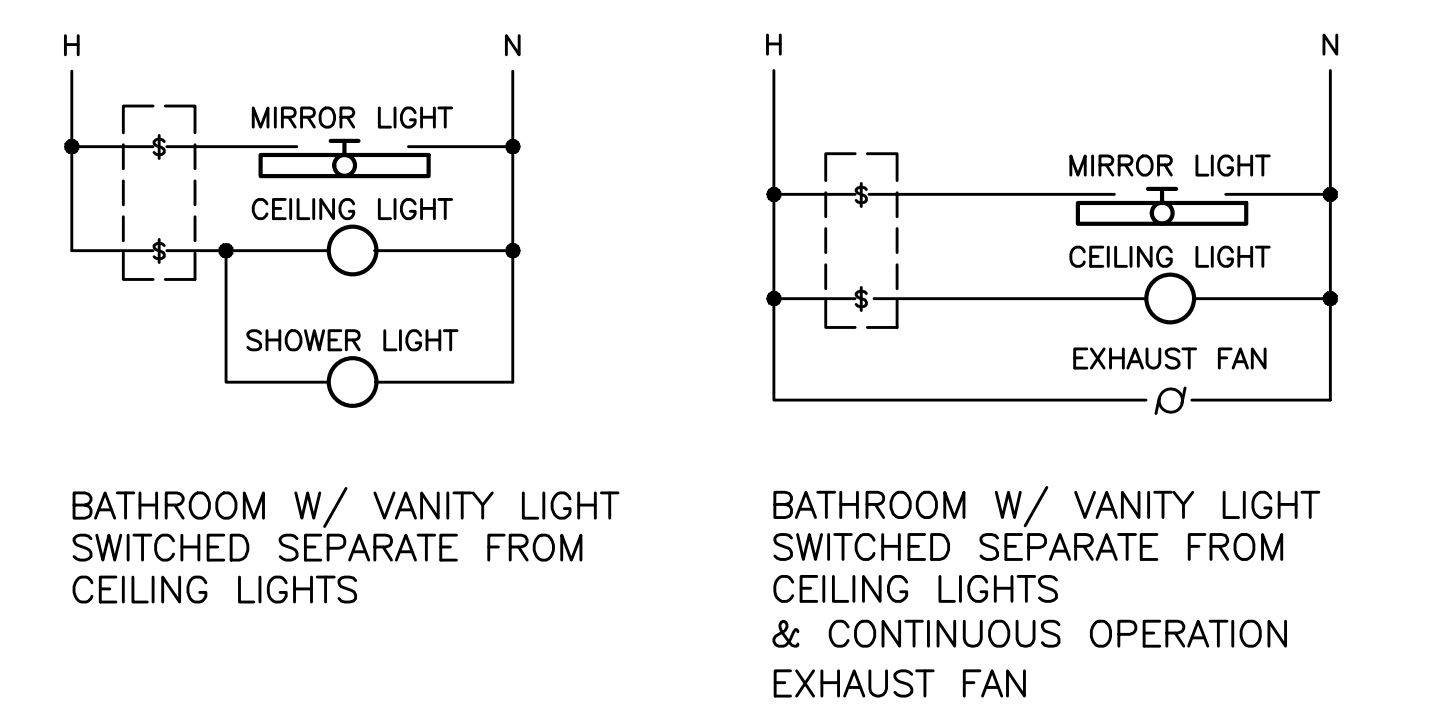 H
N
MIRROR LIGHT
$
CEILING LIGHT
$
SHOWER LIGHT
BATHROOM W/ VANITY LIGHT
SWITCHED SEPARATE FROM
CEILING LIGHTS
H
N
MIRROR LIGHT
$
CEILING LIGHT
$
EXHAUST FAN
BATHROOM W/ VANITY LIGHT
SWITCHED SEPARATE FROM
CEILING LIGHTS
& CONTINUOUS OPERATION
EXHAUST FAN